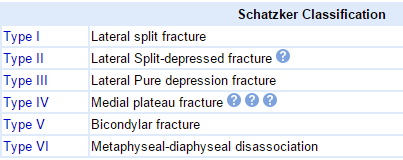 Schatzker Classification
Type I Lateral split fracture
Type II Lateral Split-depressed fracture ?
Type III Lateral Pure depression fracture
Type IV Medial plateau fracture ? ? ?
Type V Bicondylar fracture
Type VI Metaphyseal-diaphyseal disassociation